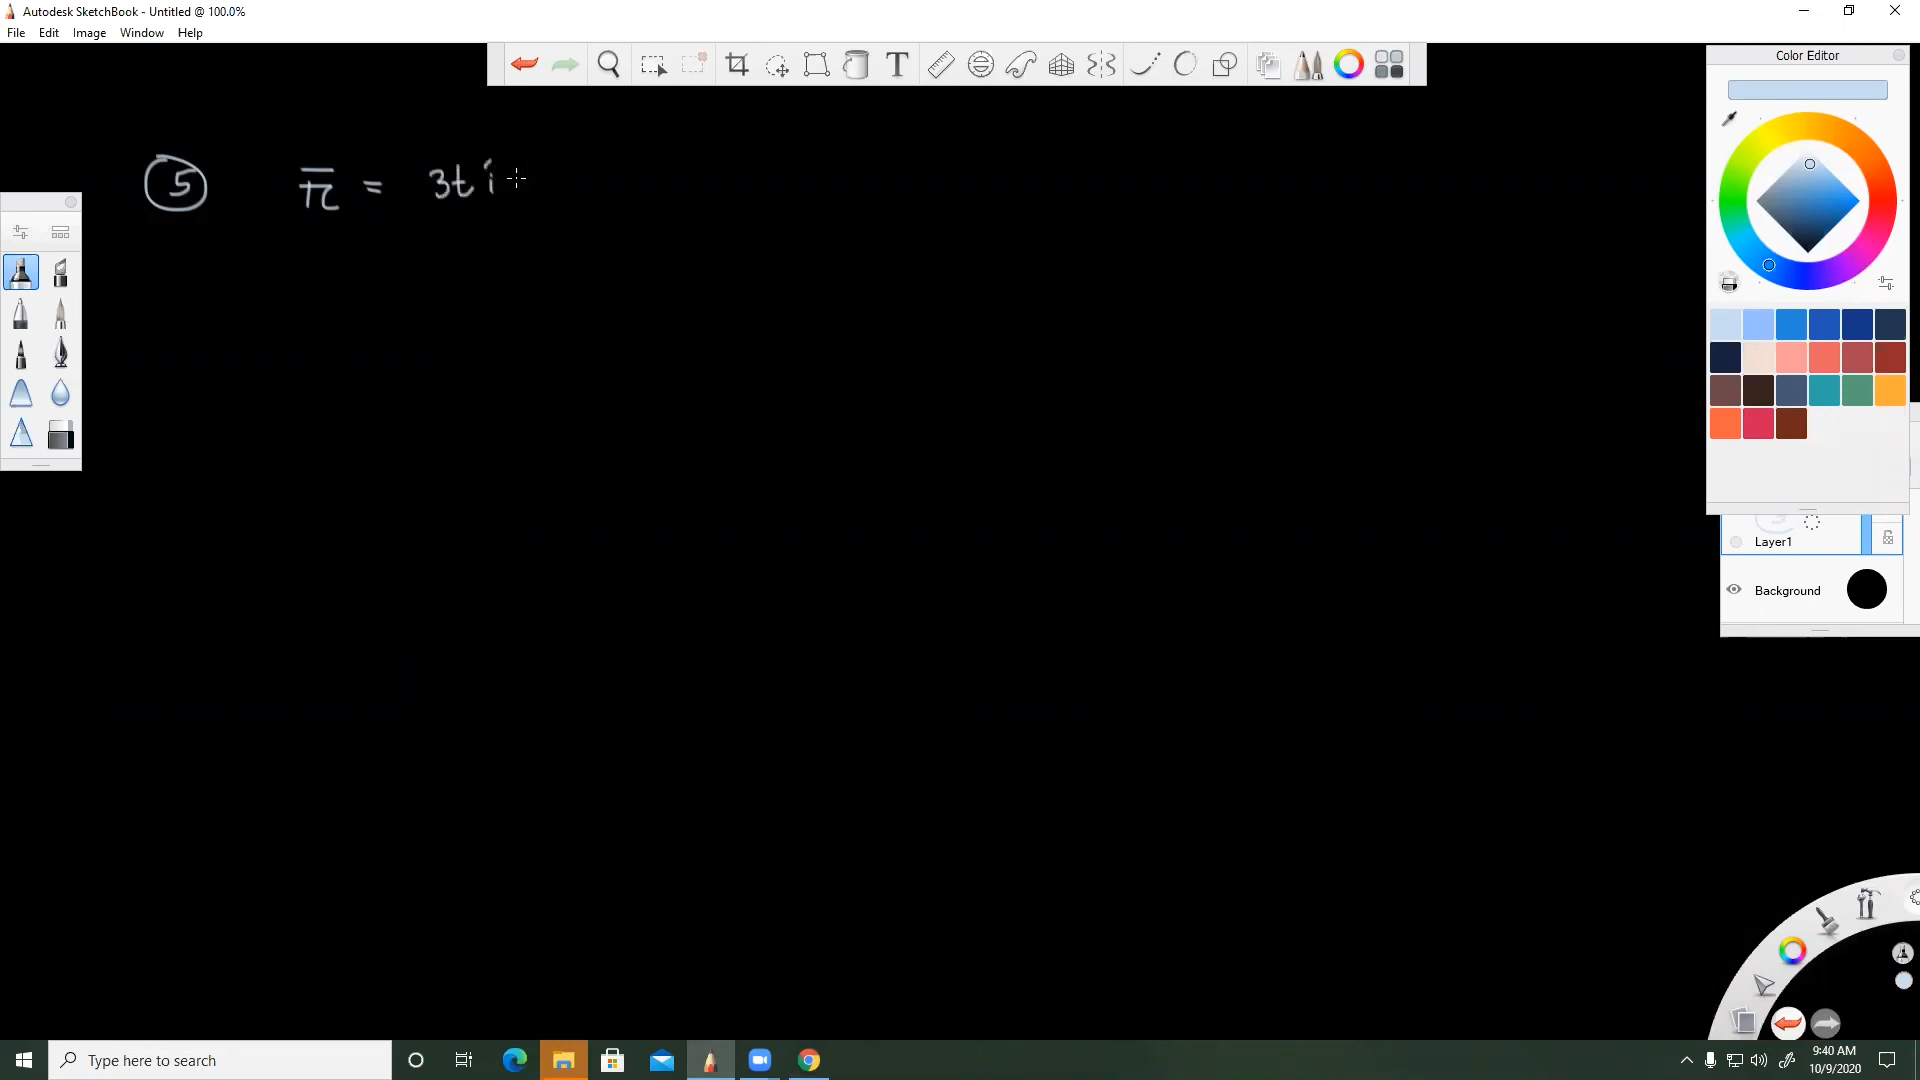 Autodesk SketchBook - Untitled @ 100.0%
File Edit Image Window Help
T
Color Editor
5 r̄ = 3t i
Layer1
Background
Type here to search
9:40 AM
10/9/2020